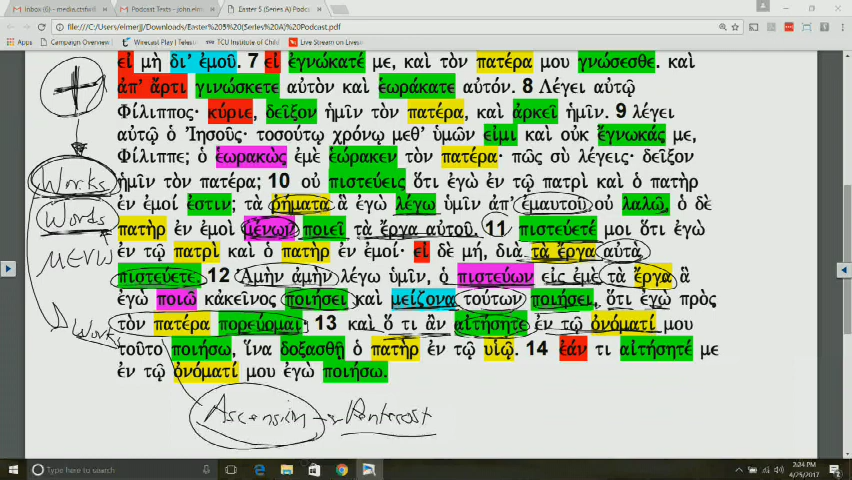 Inbox (6) - media.ctsfw@
Podcast Texts - john.elmer
Easter 5 (Series A) Podcast
file:///C:/Users/elmerjj/Downloads/Easter%205%20(Series%20A)%20Podcast.pdf
Apps
Bookmarks
Campaign Overview
Wirecast Play | Telestr
TCU Institute of Child
Live Stream on Livestr
εἰ μὴ δι’ ἐμοῦ. 7 εἰ ἐγνώκατέ με, καὶ τὸν πατέρα μου γνώσεσθε. καὶ
ἀπ’ ἄρτι γινώσκετε αὐτὸν καὶ ἑωράκατε αὐτόν. 8 Λέγει αὐτῷ
Φίλιππος· κύριε, δεῖξον ἡμῖν τὸν πατέρα, καὶ ἀρκεῖ ἡμῖν. 9 λέγει
αὐτῷ ὁ Ἰησοῦς· τοσούτῳ χρόνῳ μεθ’ ὑμῶν εἰμι καὶ οὐκ ἔγνωκάς με,
Φίλιππε; ὁ ἑωρακὼς ἐμὲ ἑώρακεν τὸν πατέρα· πῶς σὺ λέγεις· δεῖξον
Works
ἡμῖν τὸν πατέρα; 10 οὐ πιστεύεις ὅτι ἐγὼ ἐν τῷ πατρὶ καὶ ὁ πατὴρ
ἐν ἐμοί ἐστιν; τὰ ῥήματα ἃ ἐγὼ λέγω ὑμῖν ἀπ’ ἐμαυτοῦ οὐ λαλῶ, ὁ δὲ
Words
πατὴρ ἐν ἐμοὶ μένων ποιεῖ τὰ ἔργα αὐτοῦ. 11 πιστεύετέ μοι ὅτι ἐγὼ
ἐν τῷ πατρὶ καὶ ὁ πατὴρ ἐν ἐμοί· εἰ δὲ μή, διὰ τὰ ἔργα αὐτὰ
μενω
πιστεύετε. 12 Ἀμὴν ἀμὴν λέγω ὑμῖν, ὁ πιστεύων εἰς ἐμὲ τὰ ἔργα ἃ
ἐγὼ ποιῶ κἀκεῖνος ποιήσει καὶ μείζονα τούτων ποιήσει, ὅτι ἐγὼ πρὸς
τὸν πατέρα πορεύομαι· 13 καὶ ὅ τι ἂν αἰτήσητε ἐν τῷ ὀνόματί μου
Works
τοῦτο ποιήσω, ἵνα δοξασθῇ ὁ πατὴρ ἐν τῷ υἱῷ. 14 ἐάν τι αἰτήσητέ με
ἐν τῷ ὀνόματί μου ἐγὼ ποιήσω.
Ascension → Pentecost
Type here to search
2:24 PM
4/25/2017